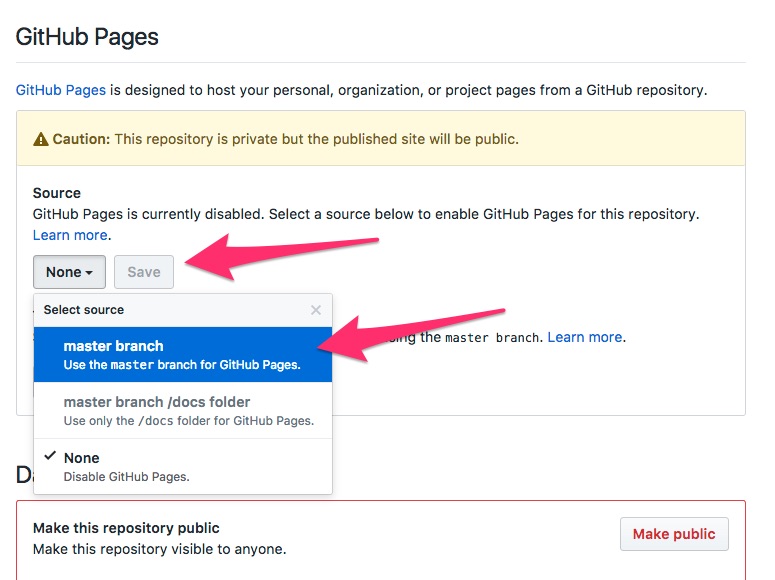 GitHub Pages
GitHub Pages is designed to host your personal, organization, or project pages from a GitHub repository.
Caution: This repository is private but the published site will be public.
Source
GitHub Pages is currently disabled. Select a source below to enable GitHub Pages for this repository.
Learn more.
None
Save
Select source
master branch
Use the master branch for GitHub Pages.
the master branch. Learn more.
master branch /docs folder
Use only the /docs folder for GitHub Pages.
None
Disable GitHub Pages.
Make this repository public
Make this repository visible to anyone.
Make public